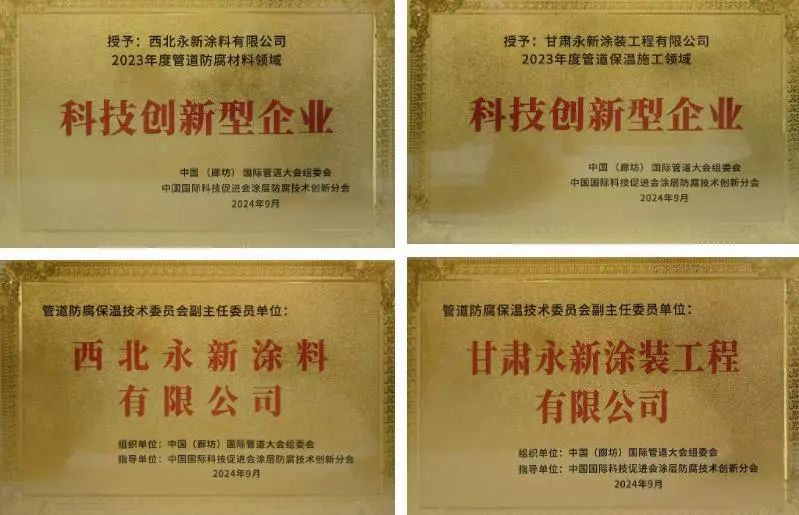 授予：西北永新涂料有限公司
2023年度管道防腐材料领域
科技创新型企业
中国（廊坊）国际管道大会组委会
中国国际科技促进会涂层防腐技术创新分会
2024年9月
授予：甘肃永新涂装工程有限公司
2023年度管道保温施工领域
科技创新型企业
中国（廊坊）国际管道大会组委会
中国国际科技促进会涂层防腐技术创新分会
2024年9月
管道防腐保温技术委员会副主任委员单位：
西北永新涂料
有限公司
组织单位：中国（廊坊）国际管道大会组委会
指导单位：中国国际科技促进会涂层防腐技术创新分会
2024年9月
管道防腐保温技术委员会副主任委员单位：
甘肃永新涂装工程
有限公司
组织单位：中国（廊坊）国际管道大会组委会
指导单位：中国国际科技促进会涂层防腐技术创新分会
2024年9月